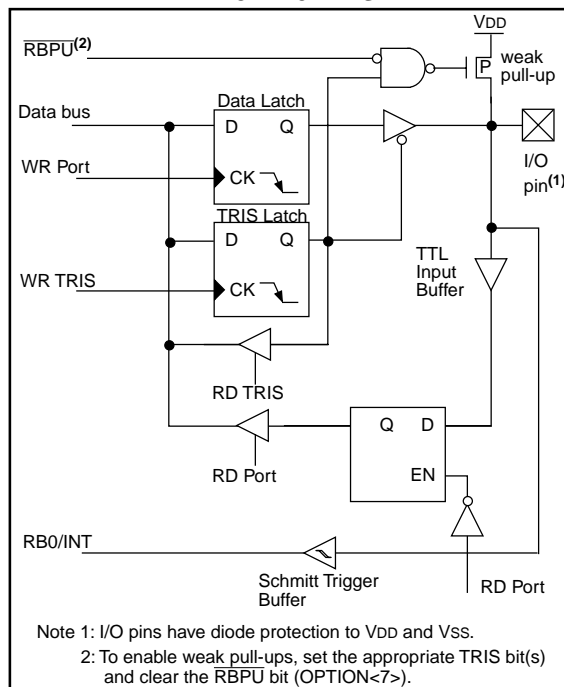 VDD
RBPU(2)
P
weak
pull-up
Data bus
Data Latch
D Q
WR Port
CK
I/O
pin(1)
TRIS Latch
D Q
WR TRIS
CK
TTL
Input
Buffer
RD TRIS
Q D
RD Port
EN
RB0/INT
Schmitt Trigger
Buffer
RD Port
Note 1: I/O pins have diode protection to VDD and VSS.
2: To enable weak pull-ups, set the appropriate TRIS bit(s)
and clear the RBPU bit (OPTION<7>).